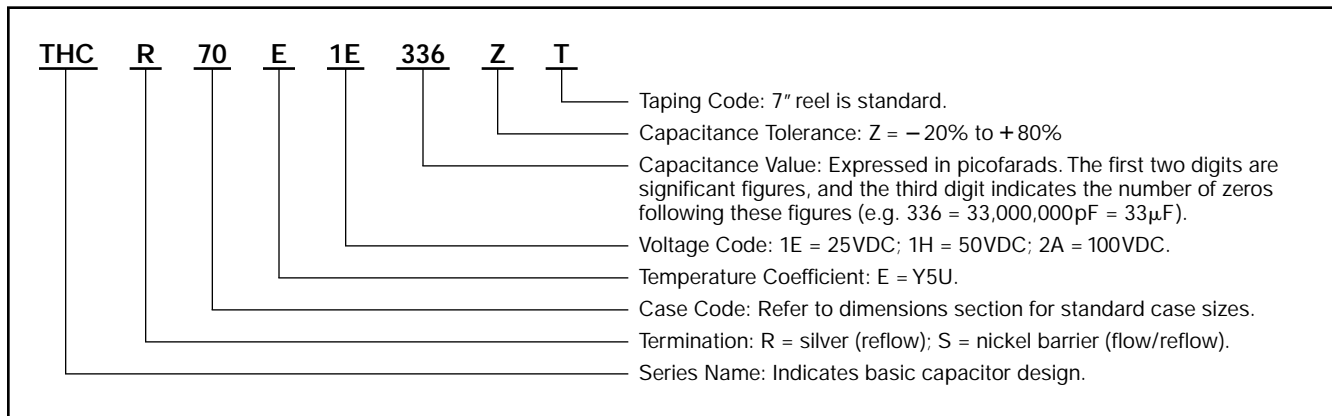 THC R 70 E 1E 336 Z T
Taping Code: 7″ reel is standard.
Capacitance Tolerance: Z = −20% to +80%
Capacitance Value: Expressed in picofarads. The first two digits are
significant figures, and the third digit indicates the number of zeros
following these figures (e.g. 336 = 33,000,000pF = 33μF).
Voltage Code: 1E = 25VDC; 1H = 50VDC; 2A = 100VDC.
Temperature Coefficient: E = Y5U.
Case Code: Refer to dimensions section for standard case sizes.
Termination: R = silver (reflow); S = nickel barrier (flow/reflow).
Series Name: Indicates basic capacitor design.